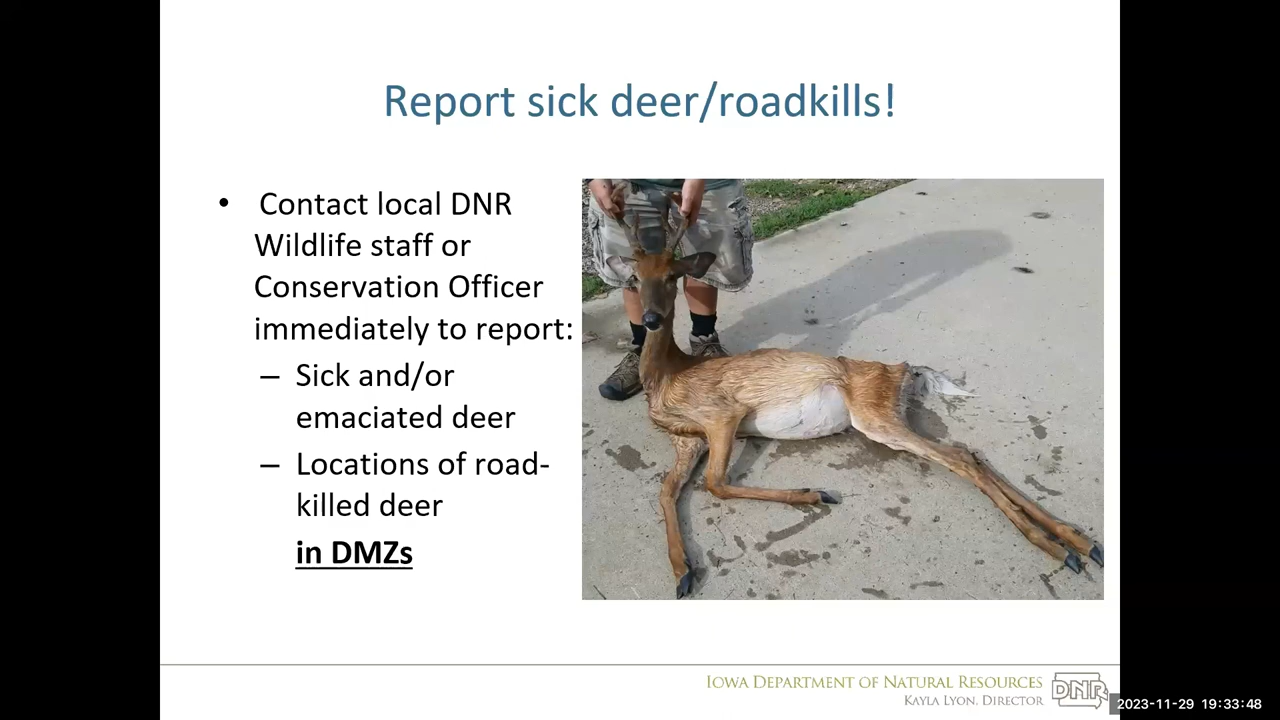 Report sick deer/roadkills!
• Contact local DNR
Wildlife staff or
Conservation Officer
immediately to report:
– Sick and/or
emaciated deer
– Locations of road-
killed deer
in DMZs
IOWA DEPARTMENT OF NATURAL RESOURCES
KAYLA LYON, DIRECTOR
DNR
2023-11-29 19:33:48